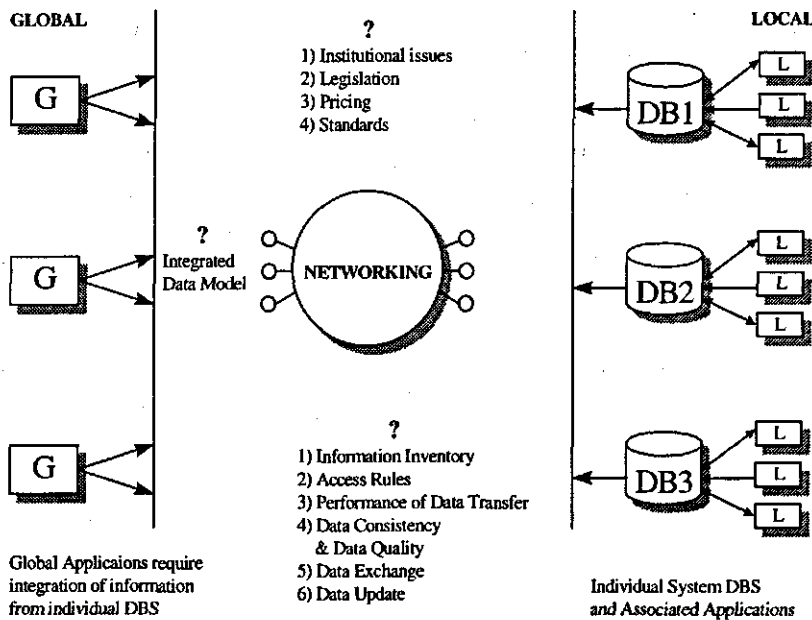 GLOBAL
LOCAL
?
1) Institutional issues
2) Legislation
3) Pricing
4) Standards
G
G
G
?
Integrated
Data Model
NETWORKING
DB1
L
L
L
DB2
L
L
L
DB3
L
L
L
?
1) Information Inventory
2) Access Rules
3) Performance of Data Transfer
4) Data Consistency
& Data Quality
5) Data Exchange
6) Data Update
Global Applicaions require
integration of information
from individual DBS
Individual System DBS
and Associated Applications